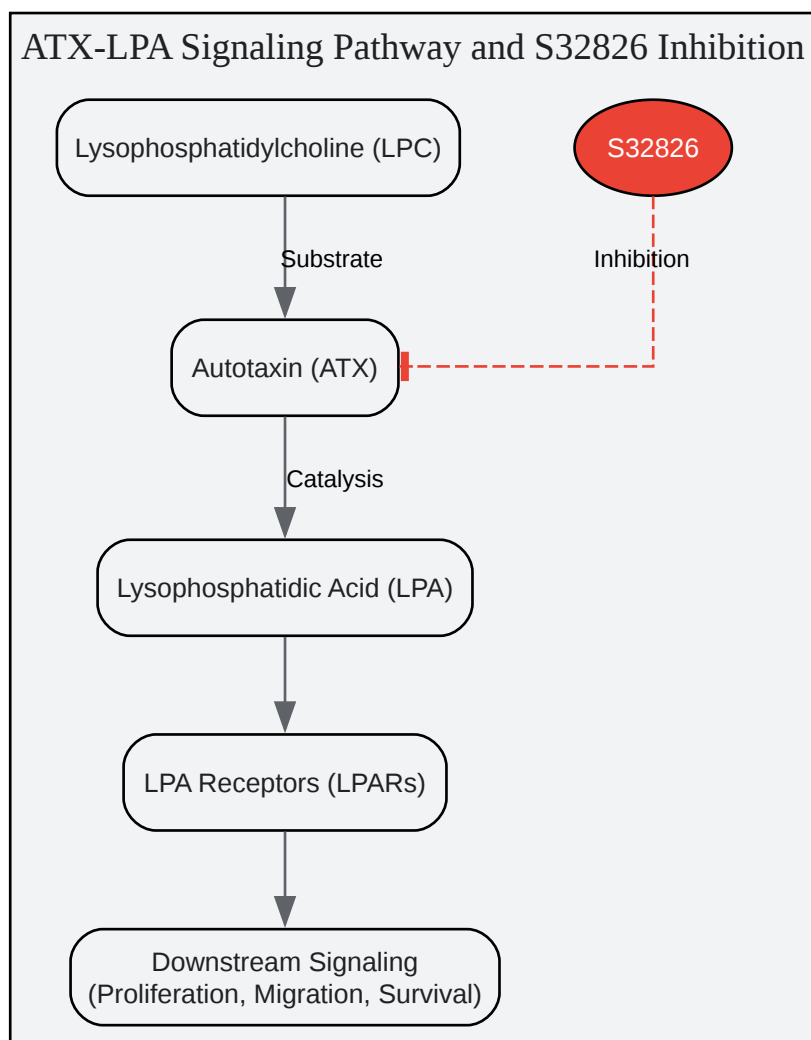 ATX-LPA Signaling Pathway and S32826 Inhibition
Lysophosphatidylcholine (LPC)
S32826
Substrate
Inhibition
Autotaxin (ATX)
Catalysis
Lysophosphatidic Acid (LPA)
LPA Receptors (LPARs)
Downstream Signaling
(Proliferation, Migration, Survival)